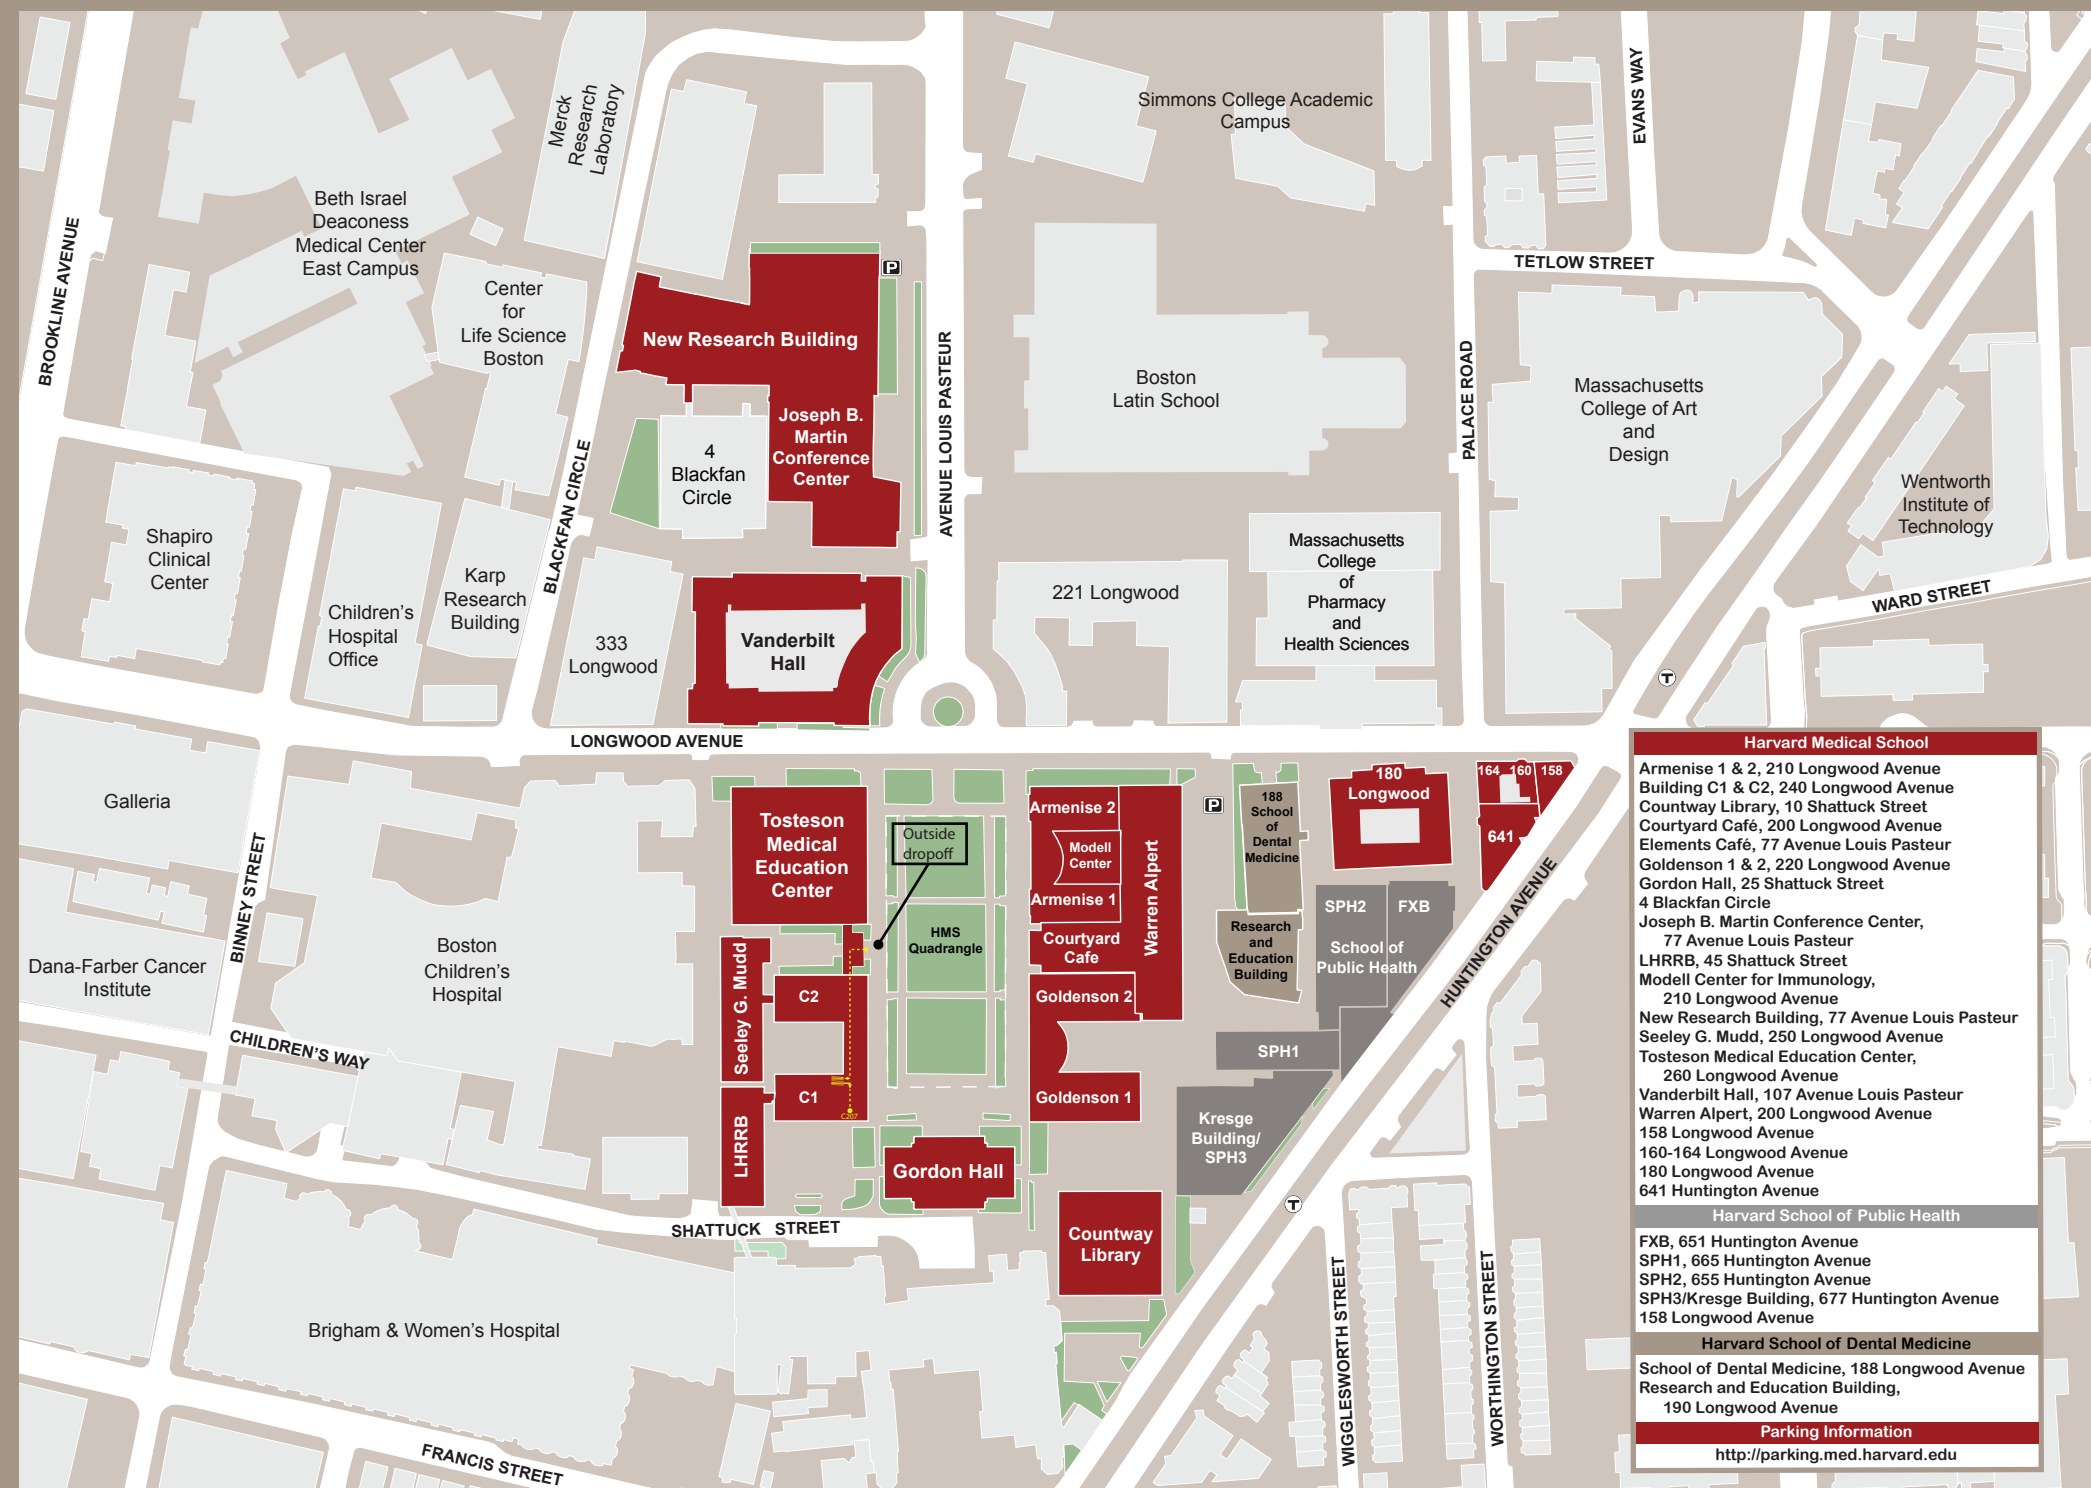 Merck
Research
Laboratory
Simmons College Academic
Campus
EVANS WAY
Beth Israel
Deaconess
Medical Center
East Campus
BROOKLINE AVENUE
Center
for
Life Science
Boston
P
TETLOW STREET
New Research Building
AVENUE LOUIS PASTEUR
PALACE ROAD
Boston
Latin School
Massachusetts
College of Art
and
Design
Joseph B.
Martin
Conference
Center
4
Blackfan
Circle
BLACKFAN CIRCLE
Wentworth
Institute of
Technology
Shapiro
Clinical
Center
Karp
Research
Building
Children's
Hospital
Office
333
Longwood
Vanderbilt
Hall
221 Longwood
Massachusetts
College
of
Pharmacy
and
Health Sciences
WARD STREET
T
LONGWOOD AVENUE
Galleria
BINNEY STREET
Tosteson
Medical
Education
Center
Outside
dropoff
HMS
Quadrangle
Armenise 2
Modell
Center
Armenise 1
Warren Alpert
Courtyard
Cafe
Goldenson 2
Goldenson 1
P
188
School
of
Dental
Medicine
Research
and
Education
Building
180
Longwood
164
160
158
641
HUNTINGTON AVENUE
SPH2
FXB
School of
Public Health
SPH1
Kresge
Building/
SPH3
Boston
Children's
Hospital
Dana-Farber Cancer
Institute
CHILDREN'S WAY
Seeley G. Mudd
C2
C1
C207
LHRRB
Gordon Hall
SHATTUCK STREET
Countway
Library
T
Brigham & Women's Hospital
FRANCIS STREET
WIGGLESWORTH STREET
WORTHINGTON STREET
Harvard Medical School
Armenise 1 & 2, 210 Longwood Avenue
Building C1 & C2, 240 Longwood Avenue
Countway Library, 10 Shattuck Street
Courtyard Café, 200 Longwood Avenue
Elements Café, 77 Avenue Louis Pasteur
Goldenson 1 & 2, 220 Longwood Avenue
Gordon Hall, 25 Shattuck Street
4 Blackfan Circle
Joseph B. Martin Conference Center,
77 Avenue Louis Pasteur
LHRRB, 45 Shattuck Street
Modell Center for Immunology,
210 Longwood Avenue
New Research Building, 77 Avenue Louis Pasteur
Seeley G. Mudd, 250 Longwood Avenue
Tosteson Medical Education Center,
260 Longwood Avenue
Vanderbilt Hall, 107 Avenue Louis Pasteur
Warren Alpert, 200 Longwood Avenue
158 Longwood Avenue
160-164 Longwood Avenue
180 Longwood Avenue
641 Huntington Avenue
Harvard School of Public Health
FXB, 651 Huntington Avenue
SPH1, 665 Huntington Avenue
SPH2, 655 Huntington Avenue
SPH3/Kresge Building, 677 Huntington Avenue
158 Longwood Avenue
Harvard School of Dental Medicine
School of Dental Medicine, 188 Longwood Avenue
Research and Education Building,
190 Longwood Avenue
Parking Information
http://parking.med.harvard.edu